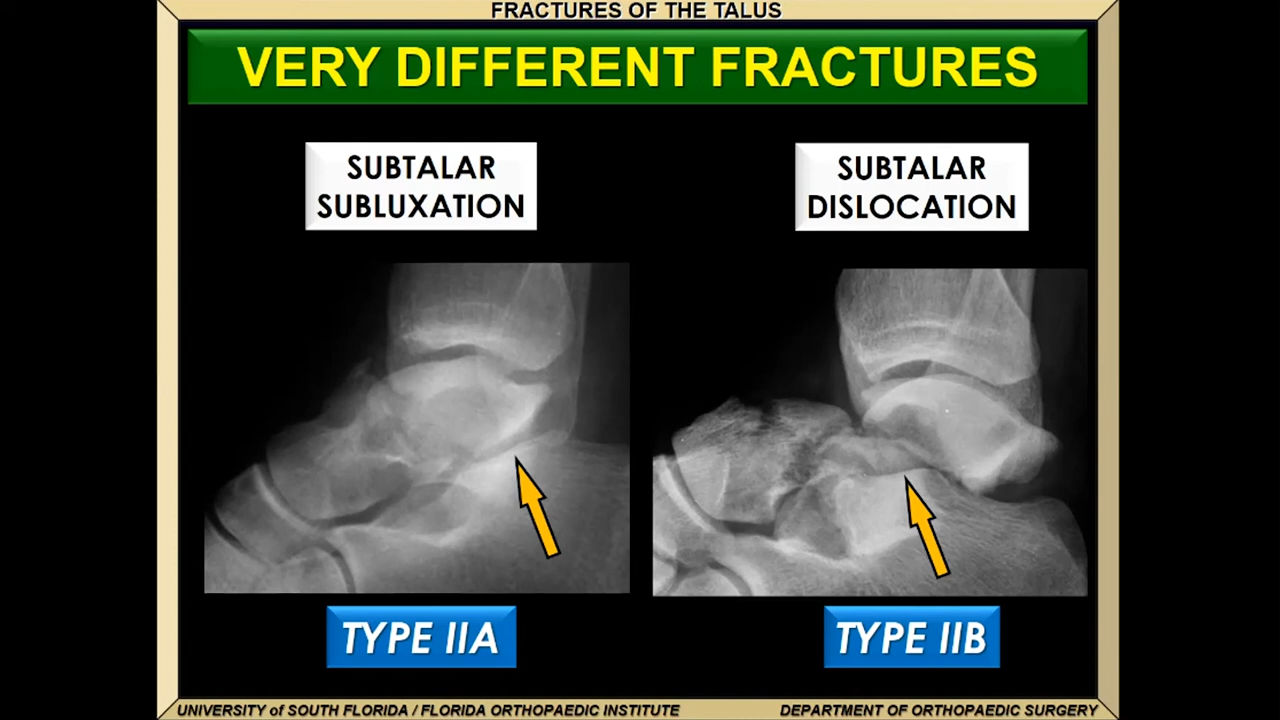 FRACTURES OF THE TALUS
VERY DIFFERENT FRACTURES
SUBTALAR
SUBLUXATION
SUBTALAR
DISLOCATION
TYPE IIA
TYPE IIB
UNIVERSITY of SOUTH FLORIDA / FLORIDA ORTHOPAEDIC INSTITUTE
DEPARTMENT OF ORTHOPAEDIC SURGERY